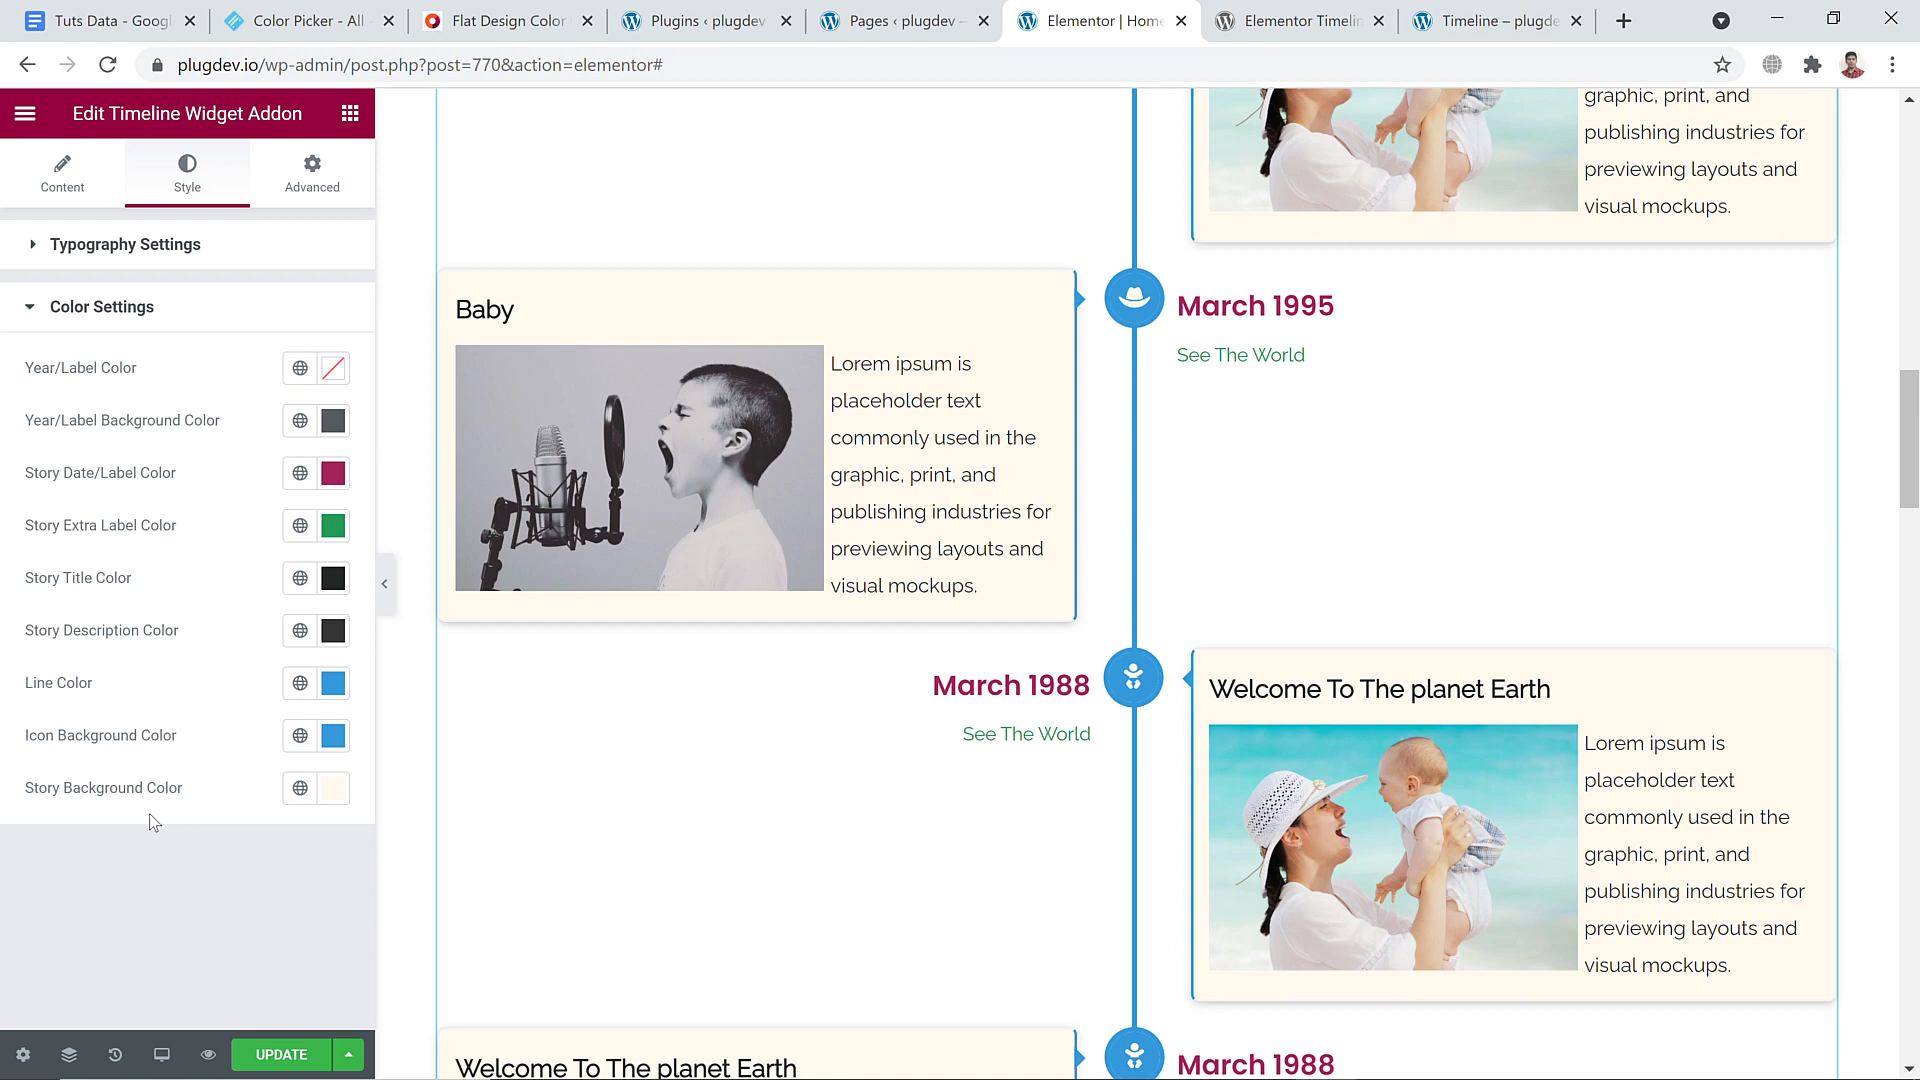 Tuts Data - Googl
Color Picker - All
Flat Design Color
Plugins ‹ plugdev
Pages ‹ plugdev —
Elementor | Home
Elementor Timelin
Timeline – plugde
plugdev.io/wp-admin/post.php?post=770&action=elementor#
Edit Timeline Widget Addon
Content
Style
Advanced
Typography Settings
Color Settings
Year/Label Color
Year/Label Background Color
Story Date/Label Color
Story Extra Label Color
Story Title Color
Story Description Color
Line Color
Icon Background Color
Story Background Color
UPDATE
graphic, print, and
publishing industries for
previewing layouts and
visual mockups.
Baby
Lorem ipsum is
placeholder text
commonly used in the
graphic, print, and
publishing industries for
previewing layouts and
visual mockups.
March 1995
See The World
March 1988
See The World
Welcome To The planet Earth
Lorem ipsum is
placeholder text
commonly used in the
graphic, print, and
publishing industries for
previewing layouts and
visual mockups.
Welcome To The planet Earth
March 1988